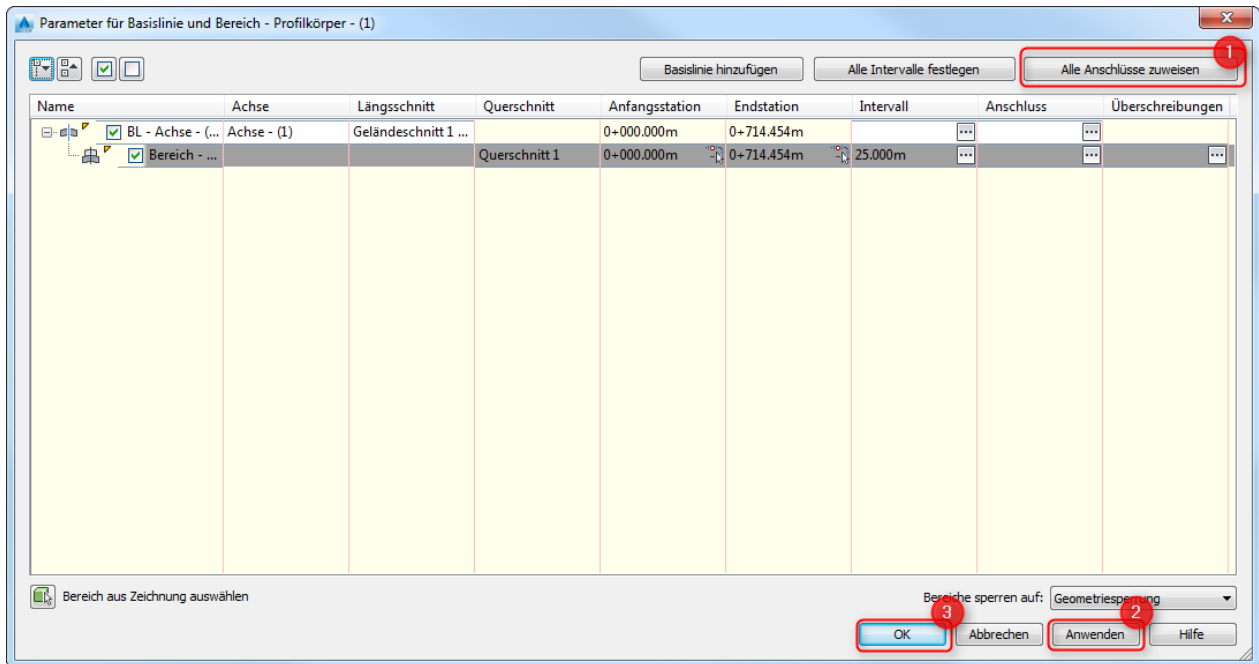 Parameter für Basislinie und Bereich - Profilkörper - (1)
1
Basislinie hinzufügen Alle Intervalle festlegen Alle Anschlüsse zuweisen
Name Achse Längsschnitt Querschnitt Anfangsstation Endstation Intervall Anschluss Überschreibungen
BL - Achse - (... Achse - (1) Geländeschnitt 1 ... 0+000.000m 0+714.454m ... ...
Bereich - ... Querschnitt 1 0+000.000m 0+714.454m 25.000m ... ... ...
Bereich aus Zeichnung auswählen Bereiche sperren auf: Geometriesperrung
3 2
OK Abbrechen Anwenden Hilfe